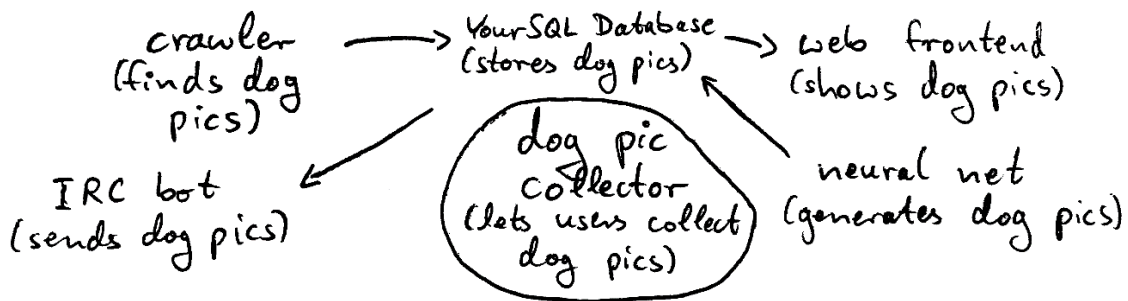 crawler
(finds dog
pics)
YourSQL Database
(stores dog pics)
web frontend
(shows dog pics)
IRC bot
(sends dog pics)
dog pic
collector
(lets users collect
dog pics)
neural net
(generates dog pics)